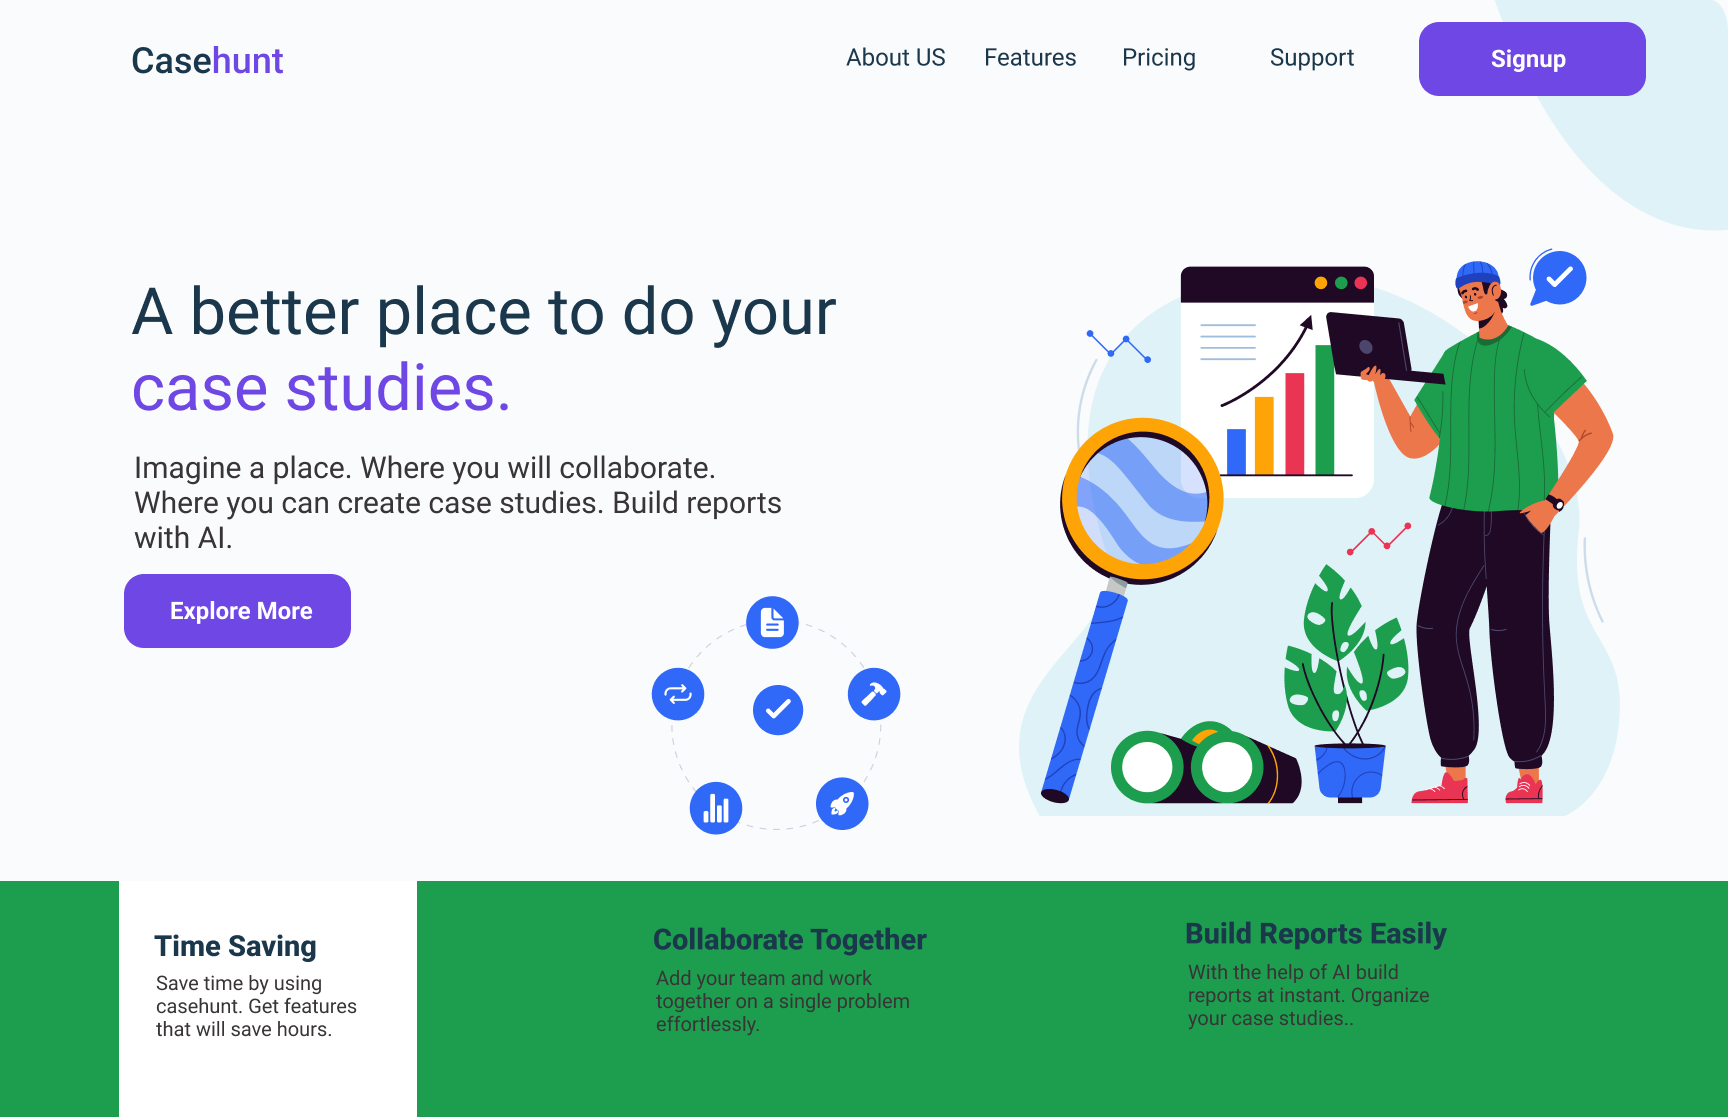 Casehunt
About US
Features
Pricing
Support
Signup
A better place to do your
case studies.
Imagine a place. Where you will collaborate.
Where you can create case studies. Build reports
with AI.
Explore More
Time Saving
Save time by using
casehunt. Get features
that will save hours.
Collaborate Together
Add your team and work
together on a single problem
effortlessly.
Build Reports Easily
With the help of AI build
reports at instant. Organize
your case studies..